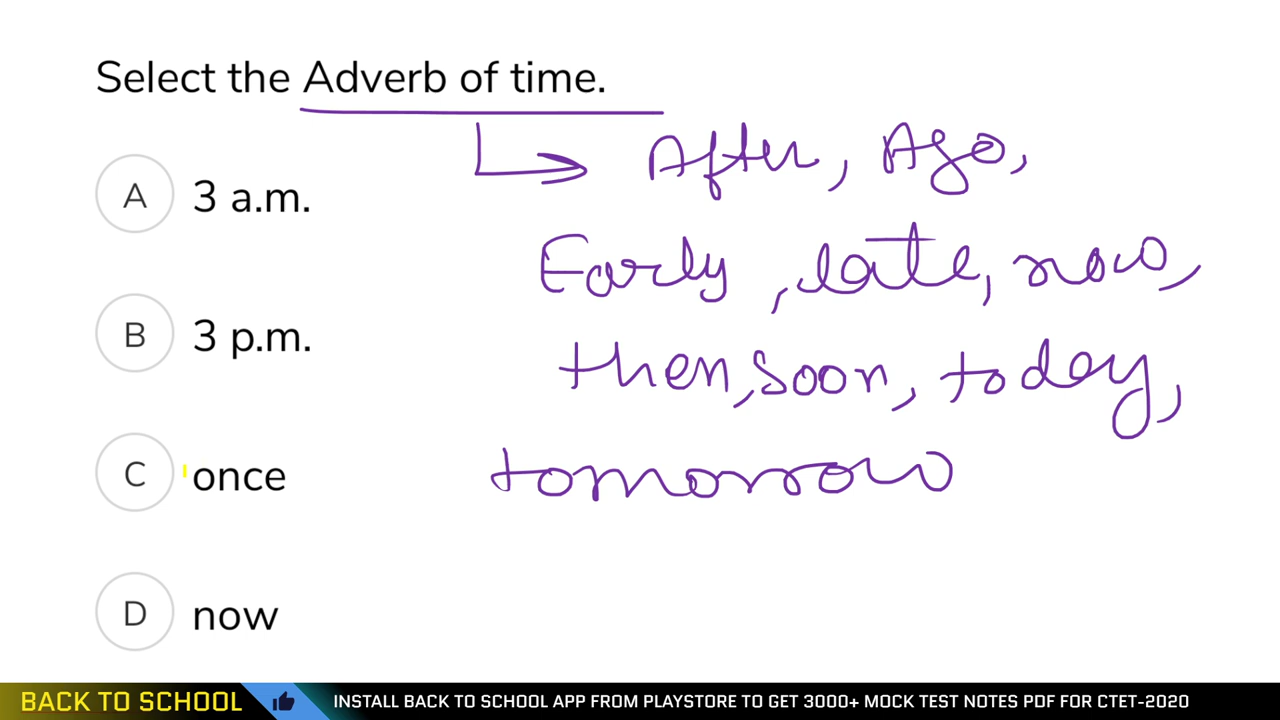 Select the Adverb of time.
After, Ago,
A 3 a.m.
Early, late, now,
B 3 p.m.
then, soon, today,
C once
tomorrow
D now
BACK TO SCHOOL INSTALL BACK TO SCHOOL APP FROM PLAYSTORE TO GET 3000+ MOCK TEST NOTES PDF FOR CTET-2020